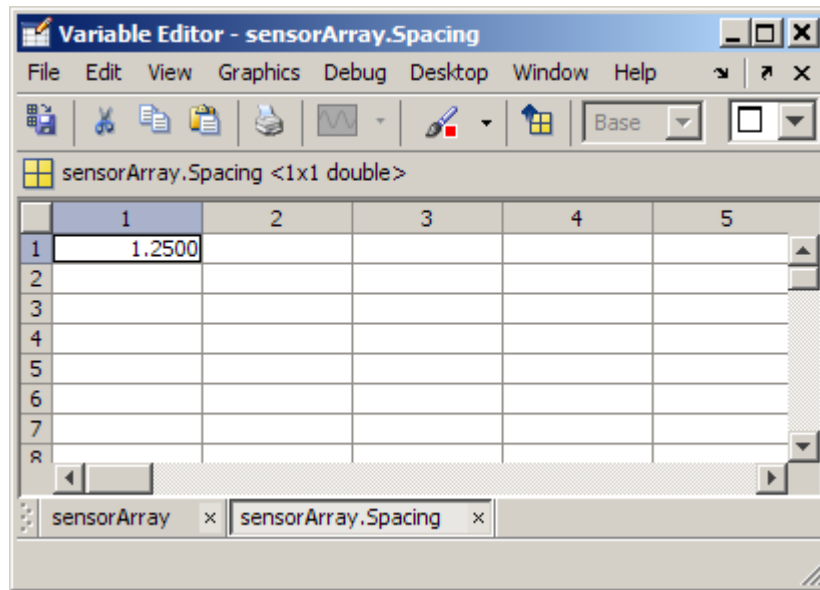 Variable Editor - sensorArray.Spacing
File Edit View Graphics Debug Desktop Window Help
Base
sensorArray.Spacing <1x1 double>
1 2 3 4 5
1 1.2500
2
3
4
5
6
7
8
sensorArray sensorArray.Spacing